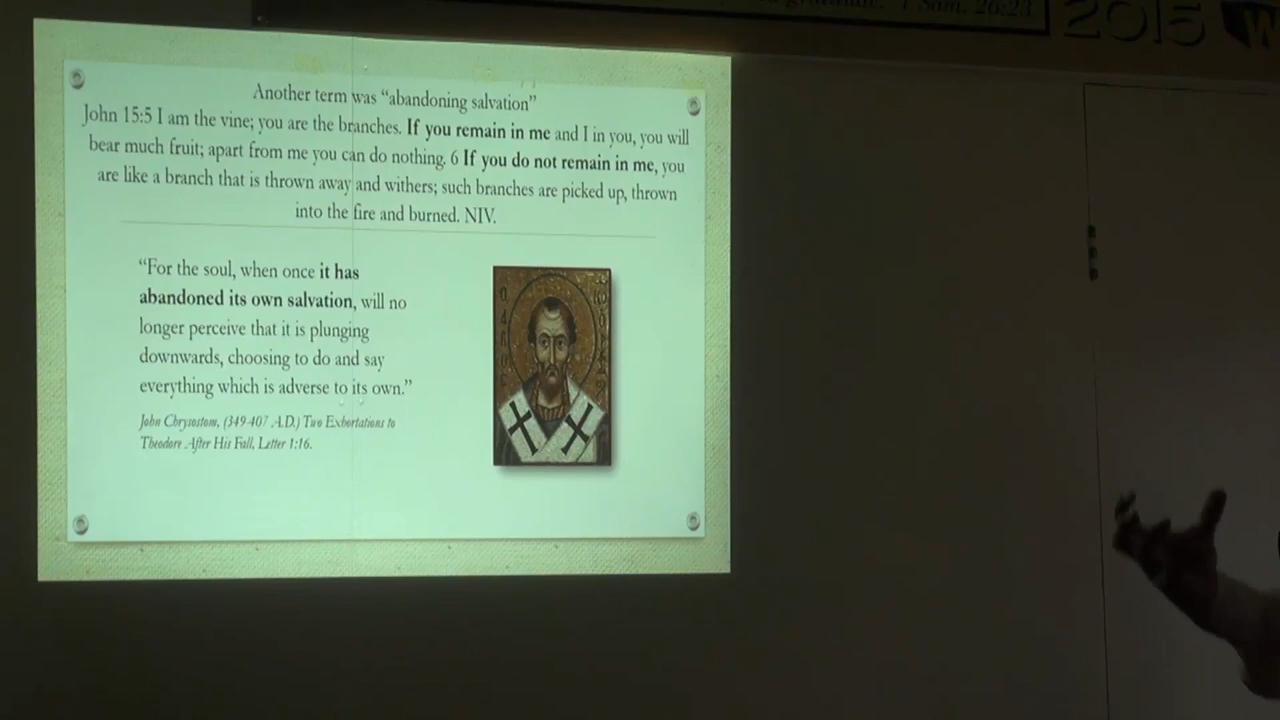 gratitude. 1 Sam. 26:23
2015
Another term was “abandoning salvation”
John 15:5 I am the vine; you are the branches. If you remain in me and I in you, you will
bear much fruit; apart from me you can do nothing. 6 If you do not remain in me, you
are like a branch that is thrown away and withers; such branches are picked up, thrown
into the fire and burned. NIV.
“For the soul, when once it has
abandoned its own salvation, will no
longer perceive that it is plunging
downwards, choosing to do and say
everything which is adverse to its own.”
John Chrysostom, (349-407 A.D.) Two Exhortations to
Theodore After His Fall, Letter 1:16.